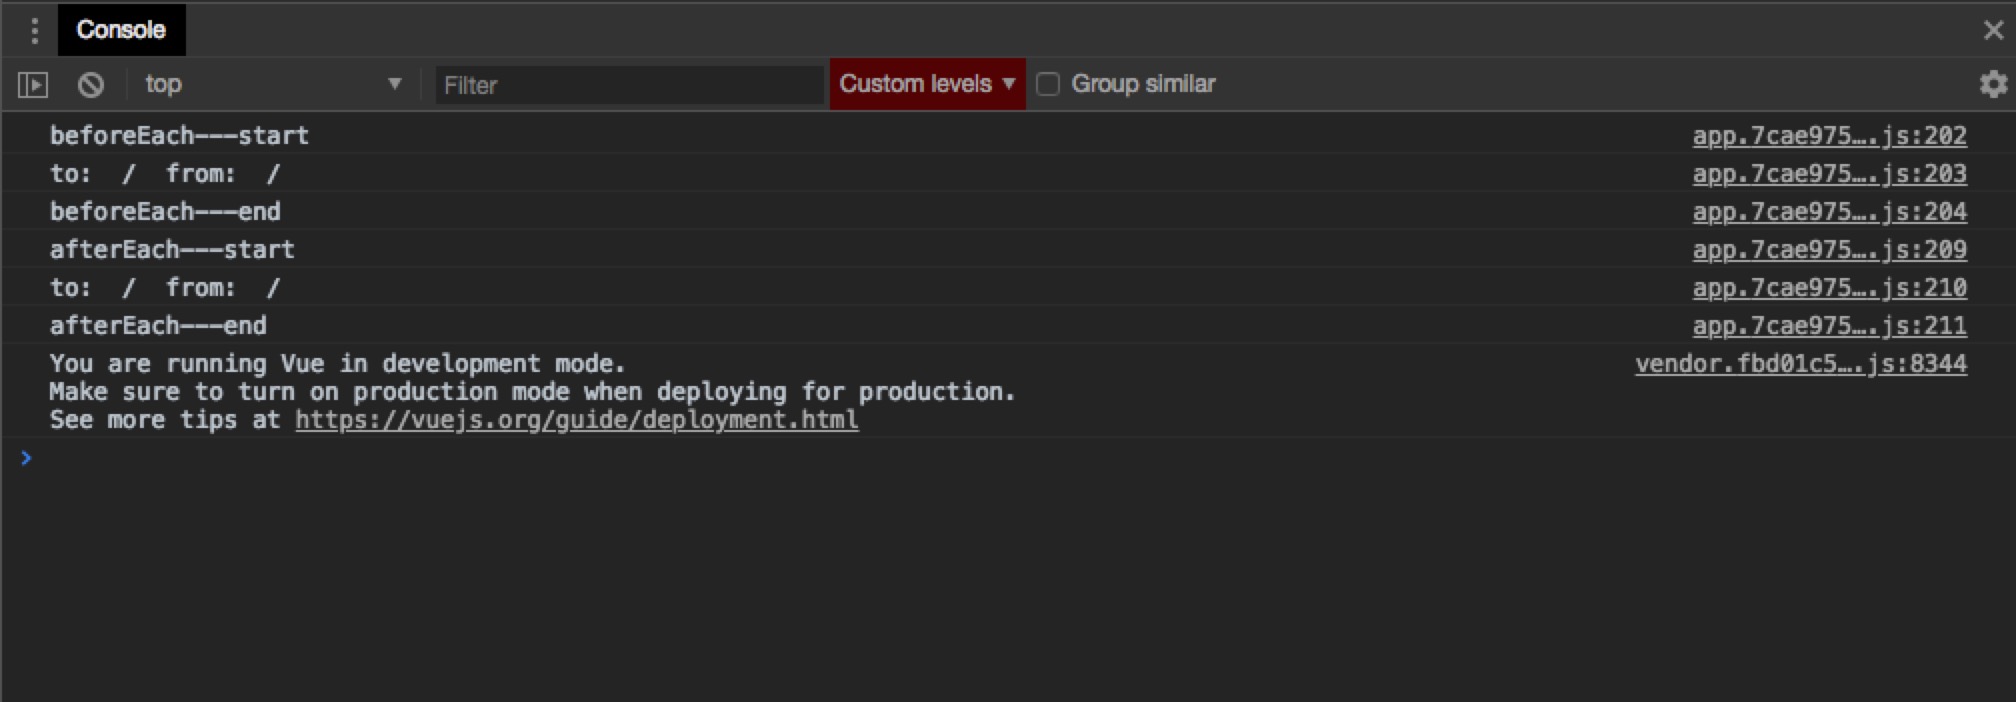 Console
top Filter Custom levels Group similar
beforeEach---start app.7cae975….js:202
to:  /  from:  / app.7cae975….js:203
beforeEach---end app.7cae975….js:204
afterEach---start app.7cae975….js:209
to:  /  from:  / app.7cae975….js:210
afterEach---end app.7cae975….js:211
You are running Vue in development mode. vendor.fbd01c5….js:8344
Make sure to turn on production mode when deploying for production.
See more tips at https://vuejs.org/guide/deployment.html